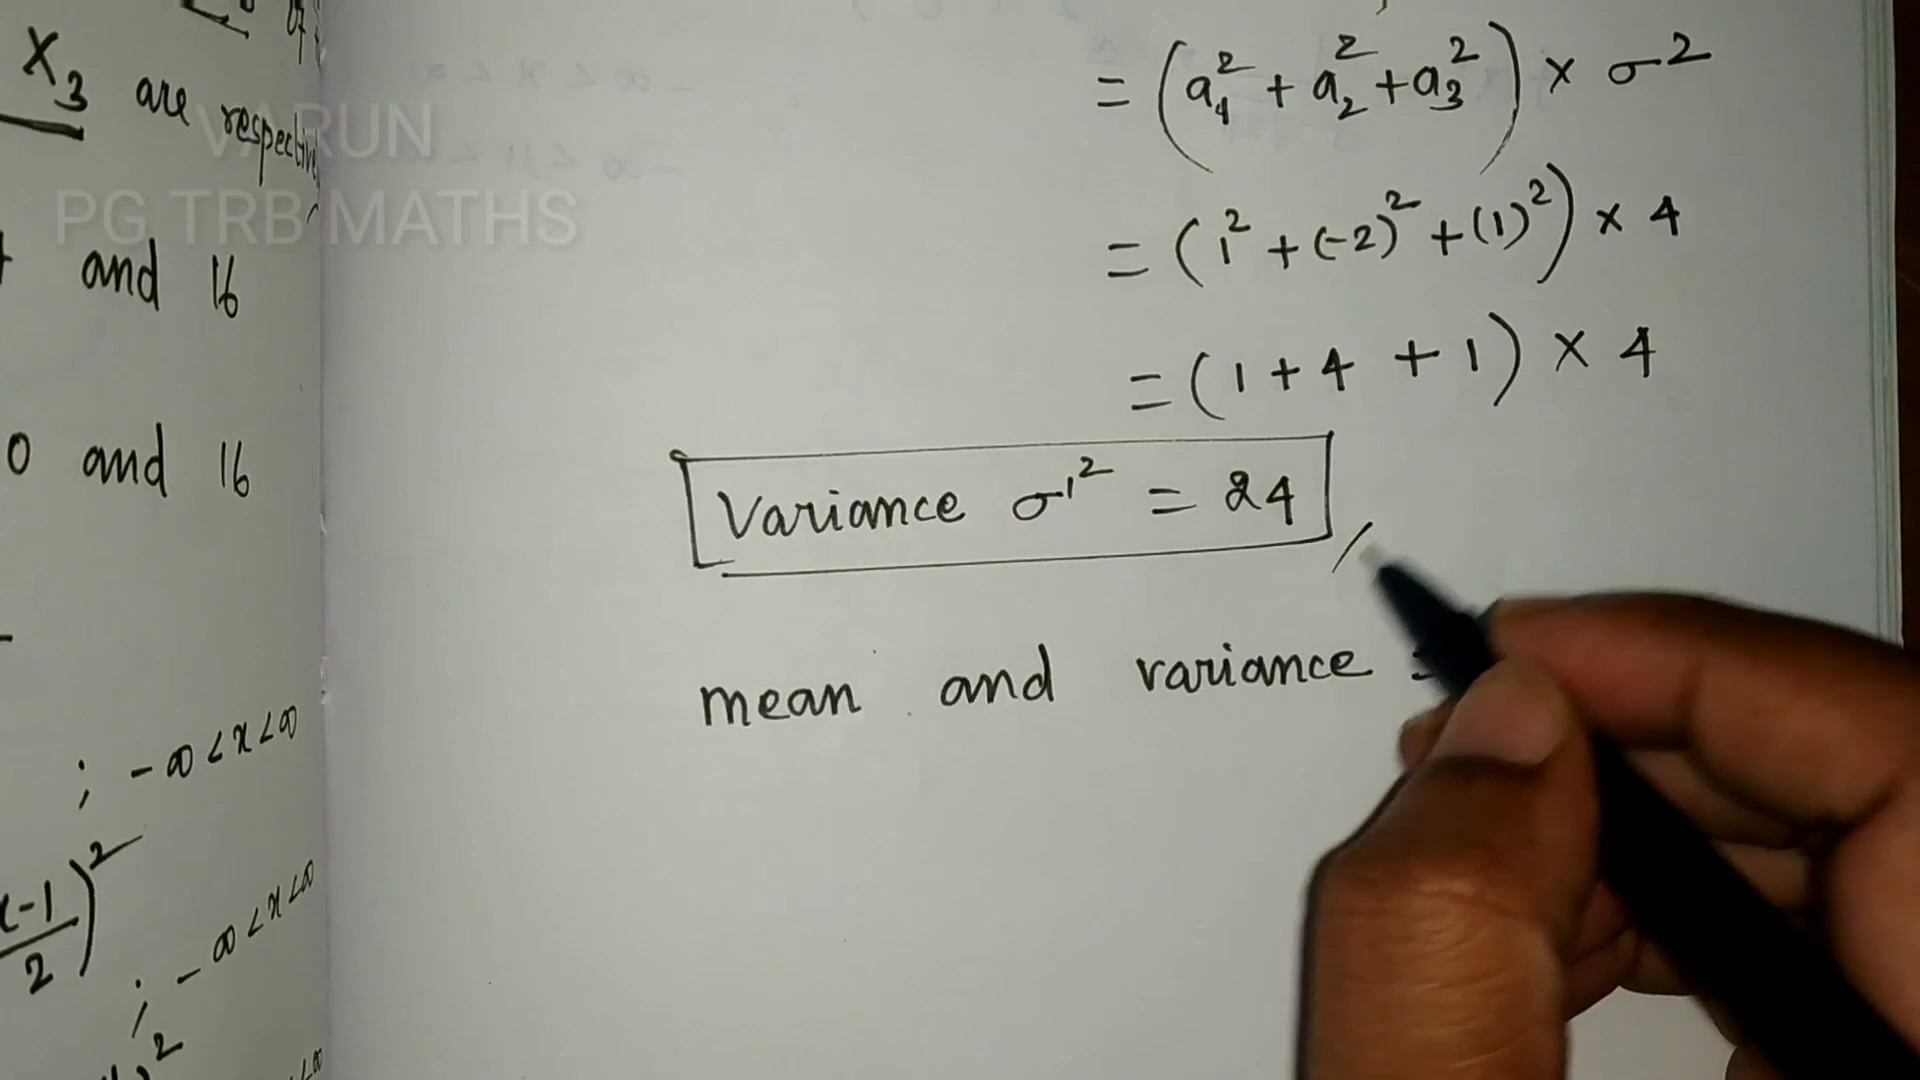 X₃ are
VARUN
PG TRB MATHS
and 16
0 and 16
; -∞<x<∞
; -∞<x<∞
2
= (a₁² + a₂² + a₃²) × σ²
= (1² + (-2)² + (1)²) × 4
= (1 + 4 + 1) × 4
Variance σ'² = 24
mean and variance =